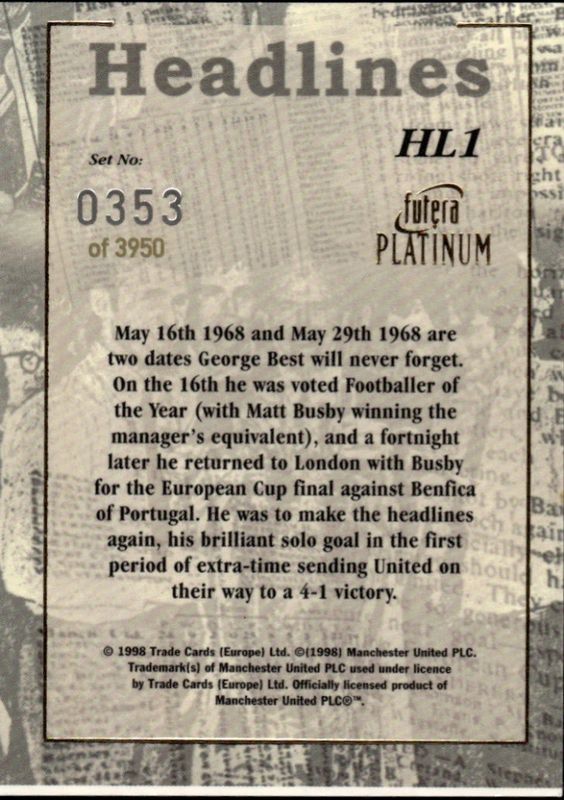 Headlines
HL1
Set No:
0353
of 3950
futera
PLATINUM
May 16th 1968 and May 29th 1968 are
two dates George Best will never forget.
On the 16th he was voted Footballer of
the Year (with Matt Busby winning the
manager's equivalent), and a fortnight
later he returned to London with Busby
for the European Cup final against Benfica
of Portugal. He was to make the headlines
again, his brilliant solo goal in the first
period of extra-time sending United on
their way to a 4-1 victory.
© 1998 Trade Cards (Europe) Ltd. ©(1998) Manchester United PLC.
Trademark(s) of Manchester United PLC used under licence
by Trade Cards (Europe) Ltd. Officially licensed product of
Manchester United PLC®™.